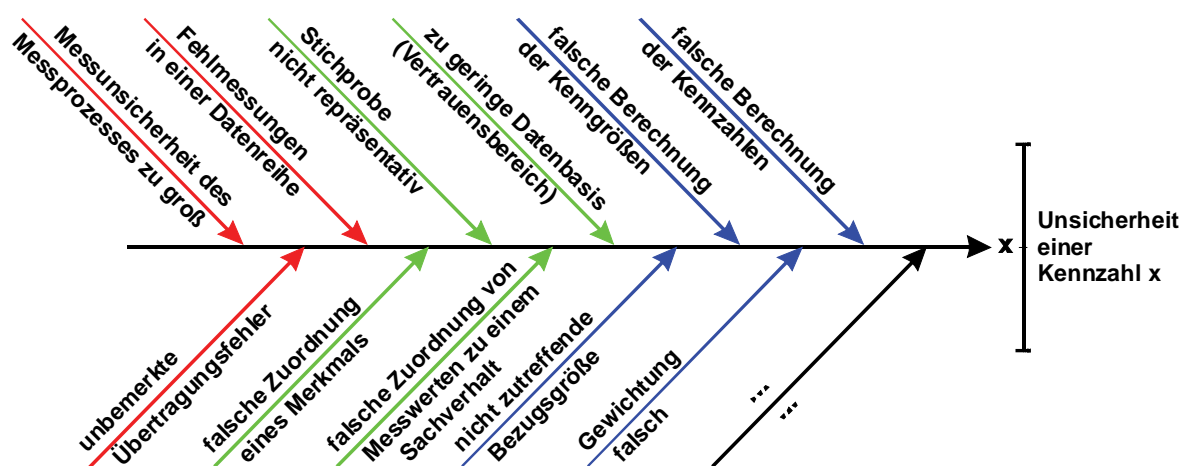 Messunsicherheit des
Messprozesses zu groß
Fehlmessungen
in einer Datenreihe
Stichprobe
nicht repräsentativ
zu geringe Datenbasis
(Vertrauensbereich)
falsche Berechnung
der Kenngrößen
falsche Berechnung
der Kennzahlen
x
Unsicherheit
einer
Kennzahl x
unbemerkte
Übertragungsfehler
falsche Zuordnung
eines Merkmals
falsche Zuordnung von
Messwerten zu einem
Sachverhalt
nicht zutreffende
Bezugsgröße
Gewichtung
falsch
...
...